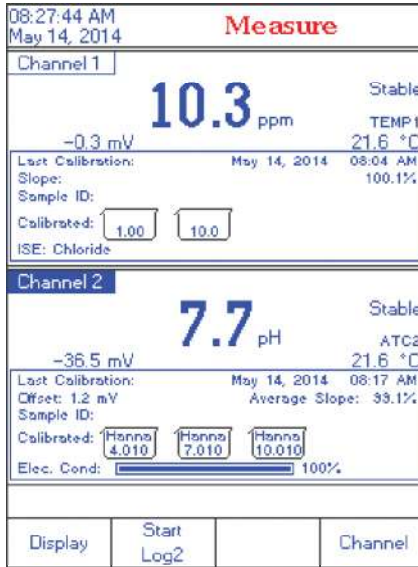 08:27:44 AM
May 14, 2014
Measure
Channel 1
10.3 ppm
Stable
TEMP1
-0.3 mV
21.6 °C
Last Calibration: May 14, 2014 08:04 AM
Slope: 100.1%
Sample ID:
Calibrated: 1.00 10.0
ISE: Chloride
Channel 2
7.7 pH
Stable
ATC2
-36.5 mV
21.6 °C
Last Calibration: May 14, 2014 08:17 AM
Offset: 1.2 mV Average Slope: 99.1%
Sample ID:
Calibrated: Hanna 4.010 Hanna 7.010 Hanna 10.010
Elec. Cond: 100%
Display
Start
Log2
Channel